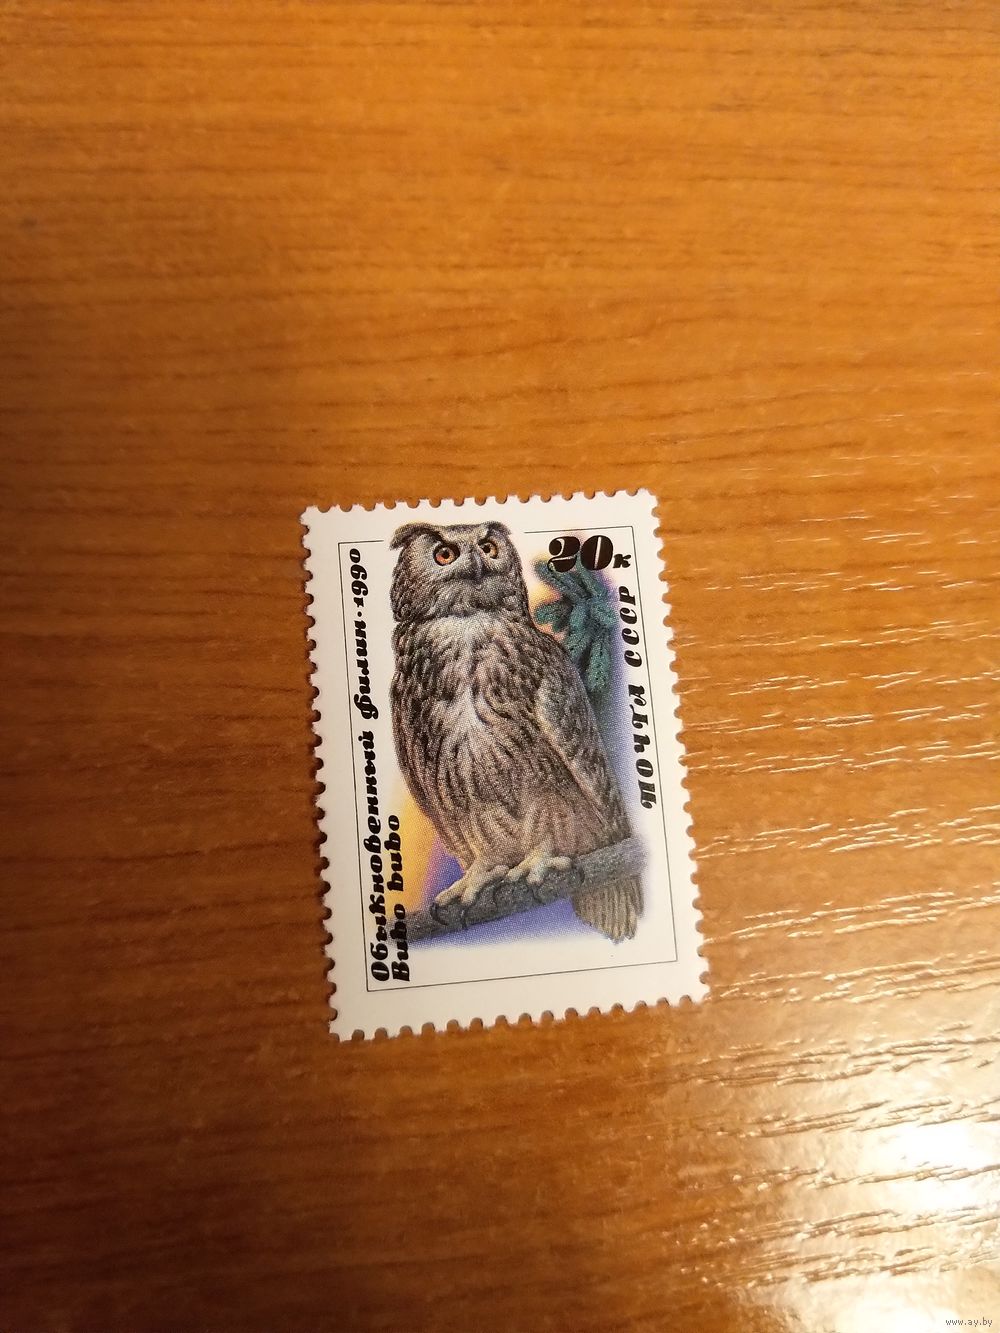 20к
ПОЧТА СССР
Обыкновенный филин·1990
Bubo bubo
www.ay.by